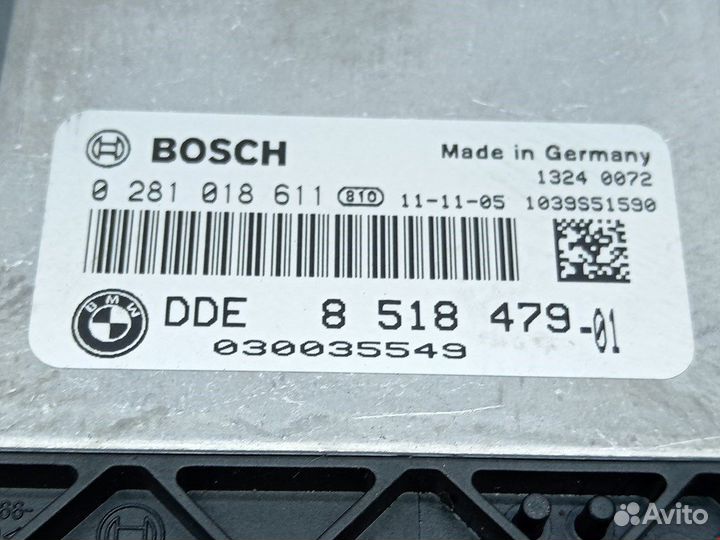 BOSCH
Made in Germany
1324 0072
0 281 018 611 810 11-11-05 1039S51590
BMW
DDE 8 518 479-01
030035549
Avito